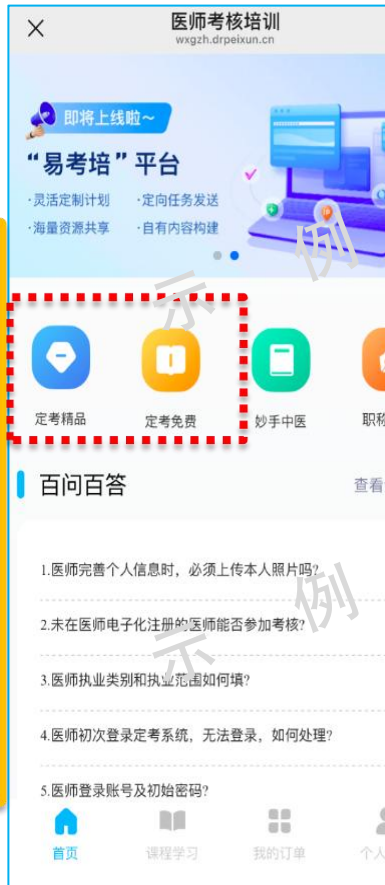 医师考核培训
wxgzh.drpeixun.cn
即将上线啦～
“易考培”平台
·灵活定制计划 ·定向任务发送
·海量资源共享 ·自有内容构建
示例
定考精品 定考免费 妙手中医 职称
百问百答 查看
1.医师完善个人信息时，必须上传本人照片吗?
2.未在医师电子化注册的医师能否参加考核?
示例
3.医师执业类别和执业范围如何填?
4.医师初次登录定考系统，无法登录，如何处理?
5.医师登录账号及初始密码?
首页 课程学习 我的订单 个人